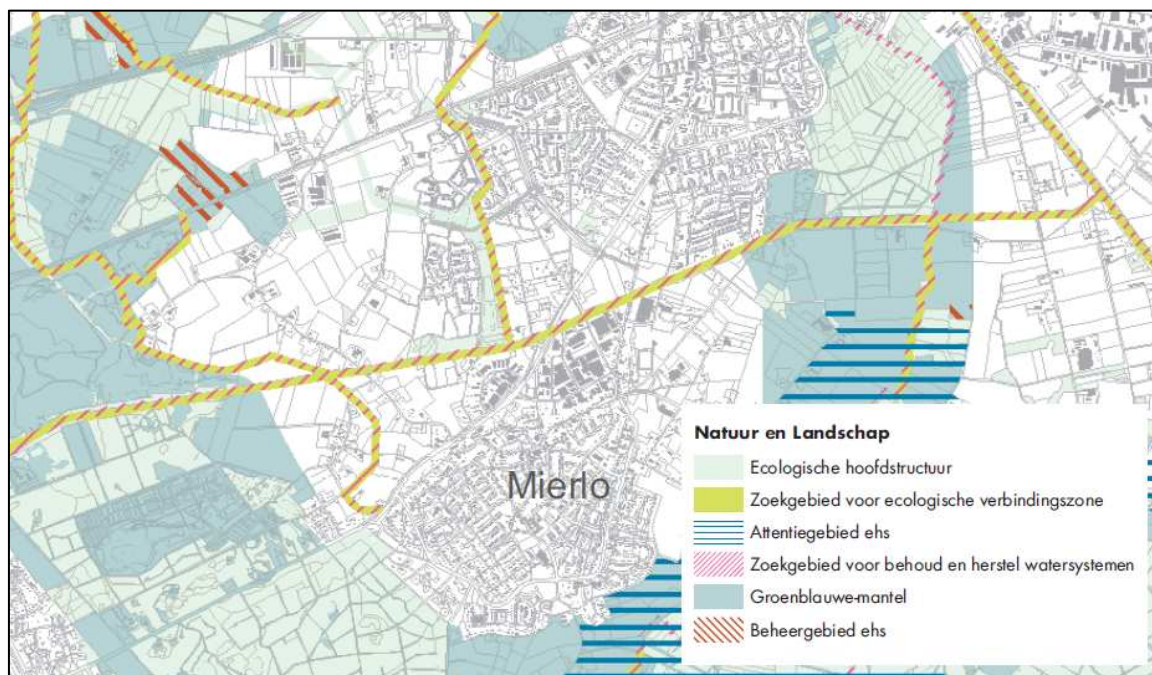 Mierlo
Natuur en Landschap
Ecologische hoofdstructuur
Zoekgebied voor ecologische verbindingszone
Attentiegebied ehs
Zoekgebied voor behoud en herstel watersystemen
Groenblauwe-mantel
Beheergebied ehs